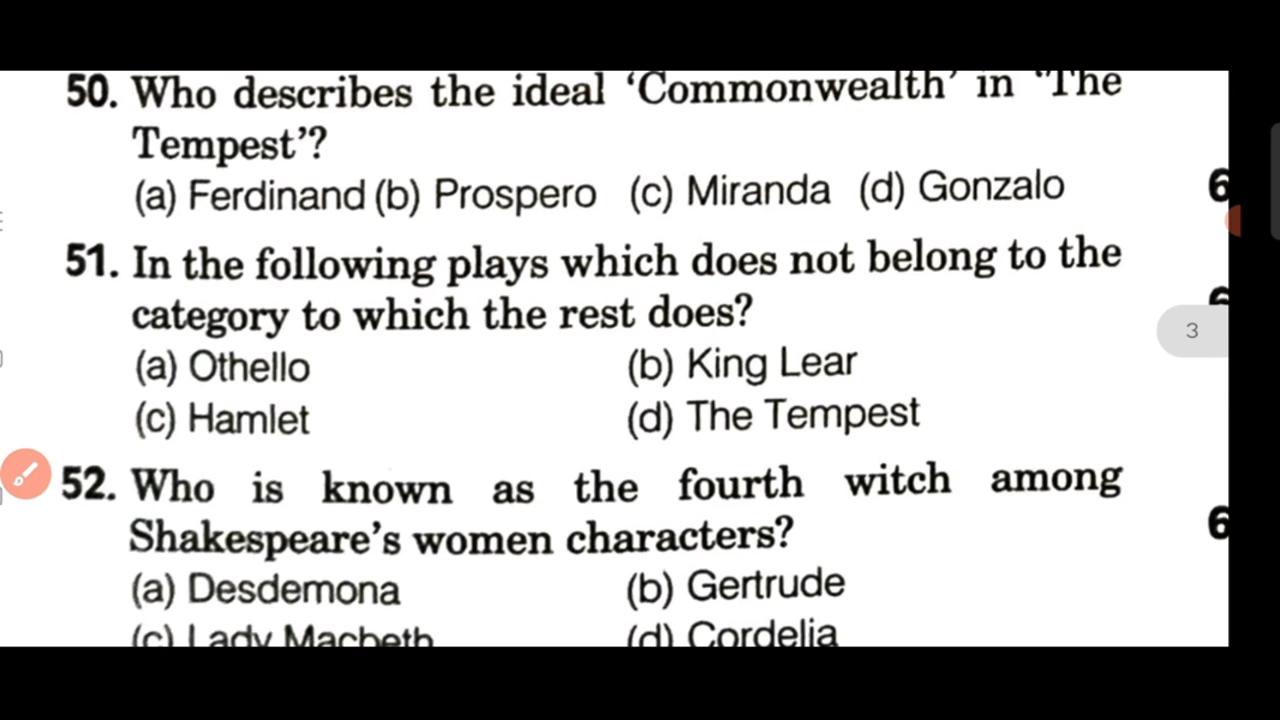 50. Who describes the ideal ‘Commonwealth’ in ‘‘The
Tempest’?
(a) Ferdinand (b) Prospero (c) Miranda (d) Gonzalo
6
51. In the following plays which does not belong to the
category to which the rest does?
(a) Othello (b) King Lear
3
(c) Hamlet (d) The Tempest
52. Who is known as the fourth witch among
Shakespeare’s women characters?
6
(a) Desdemona (b) Gertrude
(c) Lady Macbeth (d) Cordelia